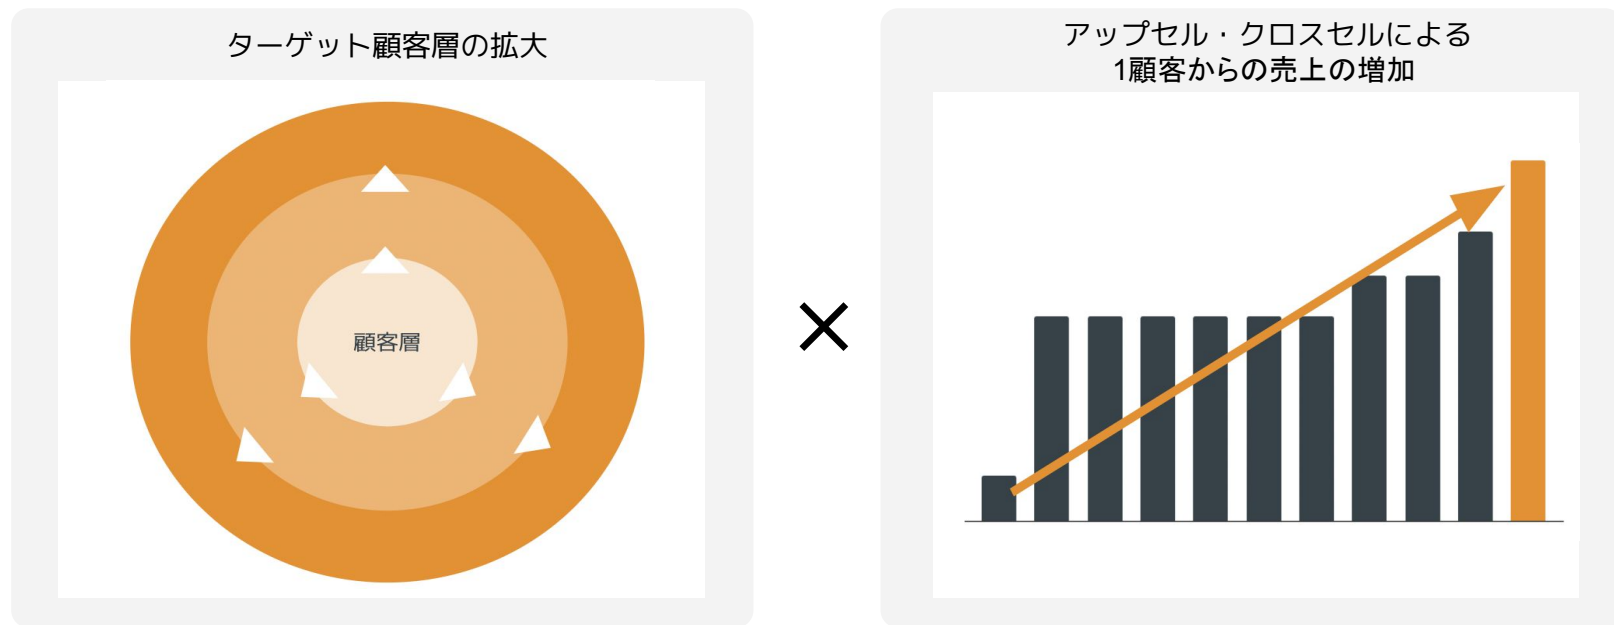 ターゲット顧客層の拡大
顧客層
×
アップセル・クロスセルによる
1顧客からの売上の増加